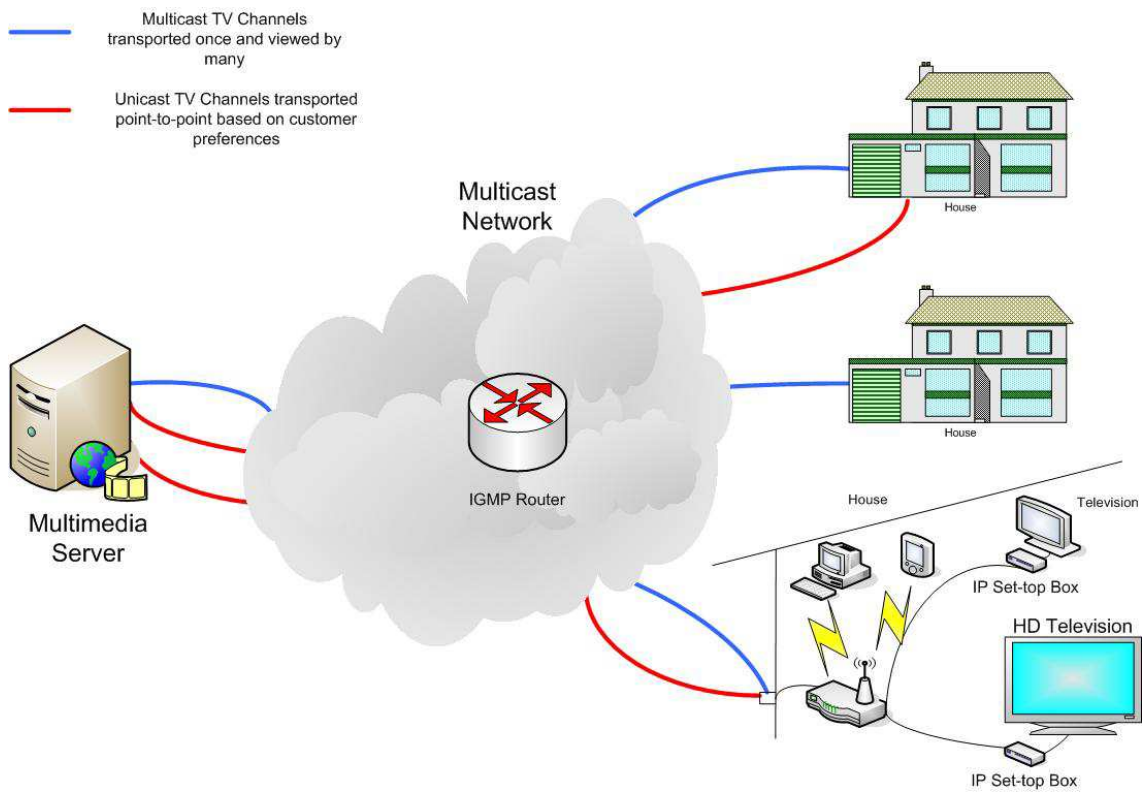 Multicast TV Channels
transported once and viewed by
many
Unicast TV Channels transported
point-to-point based on customer
preferences
Multicast
Network
House
House
IGMP Router
Multimedia
Server
House
Television
IP Set-top Box
HD Television
IP Set-top Box